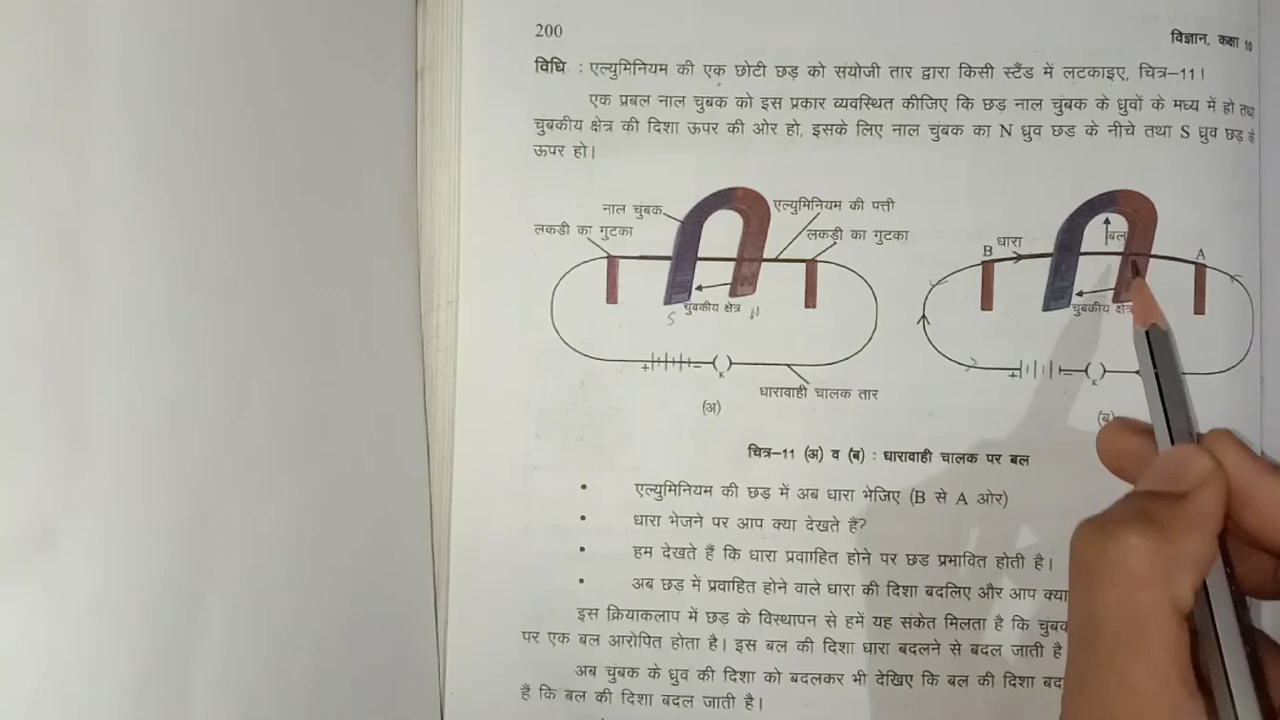 200
विज्ञान, कक्षा 10
विधि : एल्युमिनियम की एक छोटी छड़ को संयोजी तार द्वारा किसी स्टैंड में लटकाइए, चित्र–11।
एक प्रबल नाल चुंबक को इस प्रकार व्यवस्थित कीजिए कि छड़ नाल चुंबक के ध्रुवों के मध्य में हो तथा
चुंबकीय क्षेत्र की दिशा ऊपर की ओर हो, इसके लिए नाल चुंबक का N ध्रुव छड़ के नीचे तथा S ध्रुव छड़ के
ऊपर हो।
नाल चुंबक
एल्युमिनियम की पत्ती
लकड़ी का गुटका
लकड़ी का गुटका
चुंबकीय क्षेत्र
S
N
+
–
K
धारावाही चालक तार
(अ)
B
धारा
बल
A
चुंबकीय क्षेत्र
+
–
K
(ब)
चित्र–11 (अ) व (ब) : धारावाही चालक पर बल
• एल्युमिनियम की छड़ में अब धारा भेजिए (B से A ओर)
• धारा भेजने पर आप क्या देखते हैं?
• हम देखते हैं कि धारा प्रवााहित होने पर छड़ प्रभावित होती है।
• अब छड़ में प्रवाहित होने वाले धारा की दिशा बदलिए और आप क्या
इस क्रियाकलाप में छड़ के विस्थापन से हमें यह संकेत मिलता है कि
पर एक बल आरोपित होता है। इस बल की दिशा धारा बदलने से बदल जाती है
अब चुंबक के ध्रुव की दिशा को बदलकर भी देखिए कि बल की दिशा
हैं कि बल की दिशा बदल जाती है।